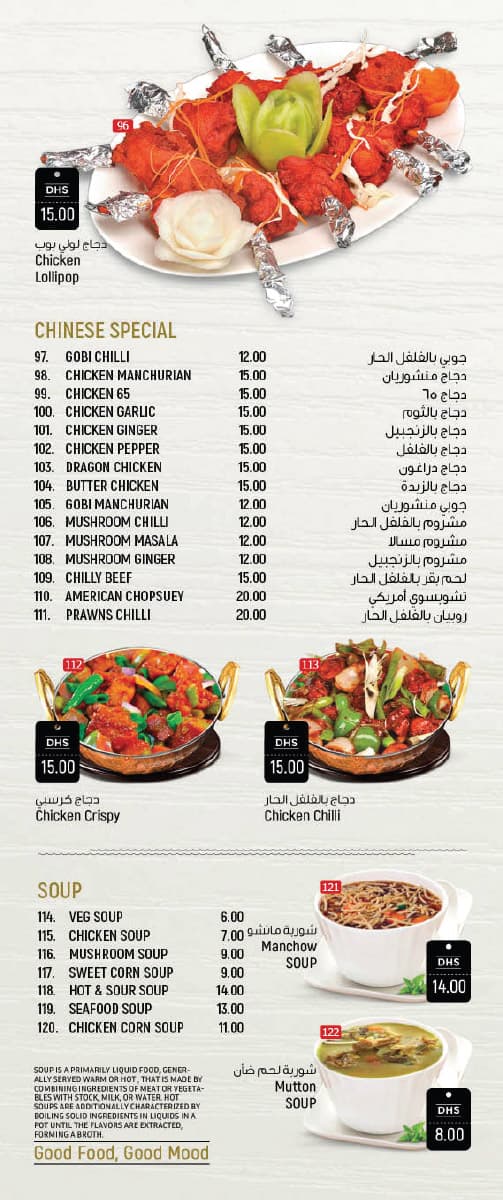 96
DHS
15.00
دجاج لولي بوب
Chicken
Lollipop
CHINESE SPECIAL
97. GOBI CHILLI 12.00 جوبي بالفلفل الحار
98. CHICKEN MANCHURIAN 15.00 دجاج منشوريان
99. CHICKEN 65 15.00 دجاج ٦٥
100. CHICKEN GARLIC 15.00 دجاج بالثوم
101. CHICKEN GINGER 15.00 دجاج بالزنجبيل
102. CHICKEN PEPPER 15.00 دجاج بالفلفل
103. DRAGON CHICKEN 15.00 دجاج دراغون
104. BUTTER CHICKEN 15.00 دجاج بالزبدة
105. GOBI MANCHURIAN 12.00 جوبي منشوريان
106. MUSHROOM CHILLI 12.00 مشروم بالفلفل الحار
107. MUSHROOM MASALA 12.00 مشروم مسالا
108. MUSHROOM GINGER 12.00 مشروم بالزنجبيل
109. CHILLY BEEF 15.00 لحم بقر بالفلفل الحار
110. AMERICAN CHOPSUEY 20.00 تشوبسوي أمريكي
111. PRAWNS CHILLI 20.00 روبيان بالفلفل الحار
112
DHS
15.00
دجاج كرسبي
Chicken Crispy
113
DHS
15.00
دجاج بالفلفل الحار
Chicken Chilli
SOUP
114. VEG SOUP 6.00
115. CHICKEN SOUP 7.00
116. MUSHROOM SOUP 9.00
117. SWEET CORN SOUP 9.00
118. HOT & SOUR SOUP 14.00
119. SEAFOOD SOUP 13.00
120. CHICKEN CORN SOUP 11.00
121
شوربة مانشو
Manchow
SOUP
DHS
14.00
122
شوربة لحم ضأن
Mutton
SOUP
DHS
8.00
SOUP IS A PRIMARILY LIQUID FOOD, GENER-
ALLY SERVED WARM OR HOT, THAT IS MADE BY
COMBINING INGREDIENTS OF MEAT OR VEGETA-
BLES WITH STOCK, MILK, OR WATER. HOT
SOUPS ARE ADDITIONALLY CHARACTERIZED BY
BOILING SOLID INGREDIENTS IN LIQUIDS IN A
POT UNTIL THE FLAVORS ARE EXTRACTED,
FORMING A BROTH.
Good Food, Good Mood